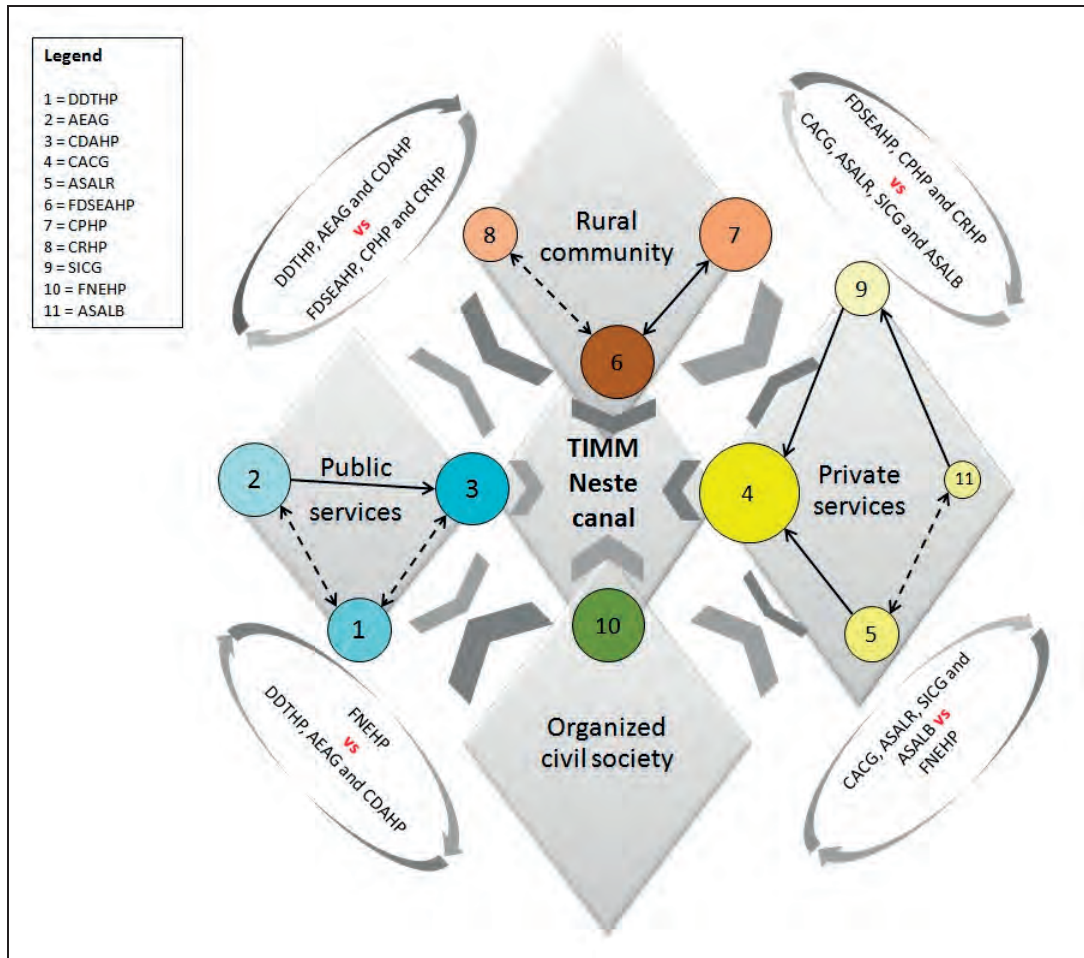 Legend
1 = DDTHP
2 = AEAG
3 = CDAHP
4 = CACG
5 = ASALR
6 = FDSEAHP
7 = CPHP
8 = CRHP
9 = SICG
10 = FNEHP
11 = ASALB
DDTHP, AEAG and CDAHP
vs
FDSEAHP, CPHP and CRHP
FDSEAHP, CPHP and CRHP
vs
CACG, ASALR, SICG and ASALB
Rural
community
8
7
6
9
2
Public
services
3
1
TIMM
Neste
canal
4
Private
services
11
5
10
Organized
civil society
FNEHP
vs
DDTHP, AEAG and CDAHP
CACG, ASALR, SICG and
ASALB vs
FNEHP